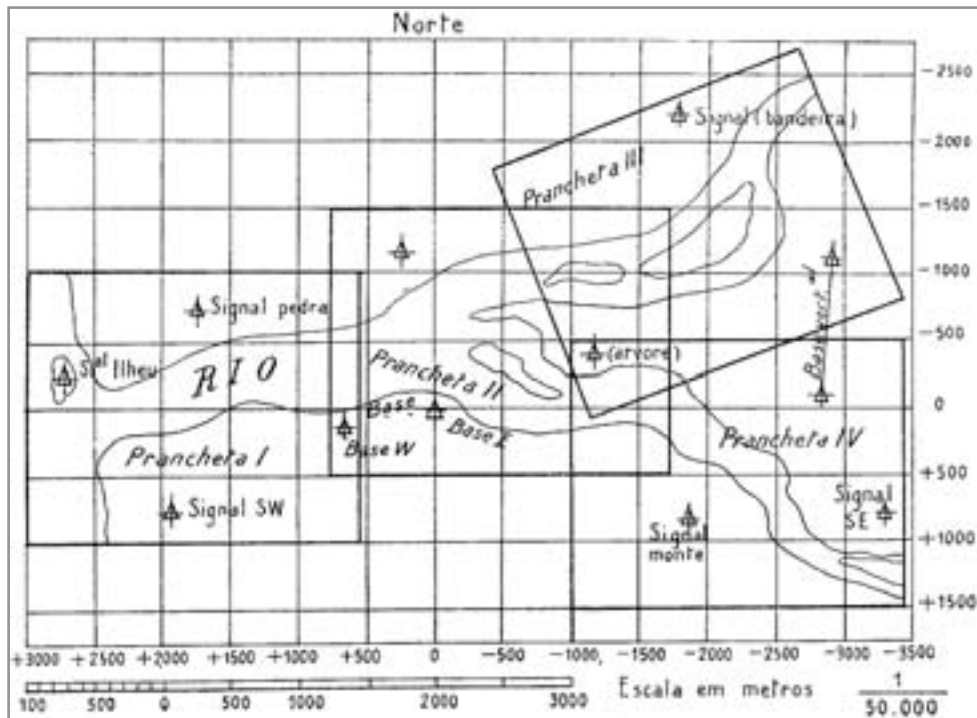 Norte
-2500
Signal (bandeira)
-2000
Prancheta III
-1500
-1000
Signal pedra
-500
(arvore)
Sal Ilheu
RIO
Prancheta II
0
Base
Base E
Base W
Prancheta I
Prancheta IV
+500
Signal SW
Signal SE
Signal monte
+1000
+1500
+3000 +2500 +2000 +1500 +1000 +500 0 -500 -1000, -1500 -2000 -2500 -3000 -3500
100 500 0 1000 2000 3000
Escala em metros
1
50.000